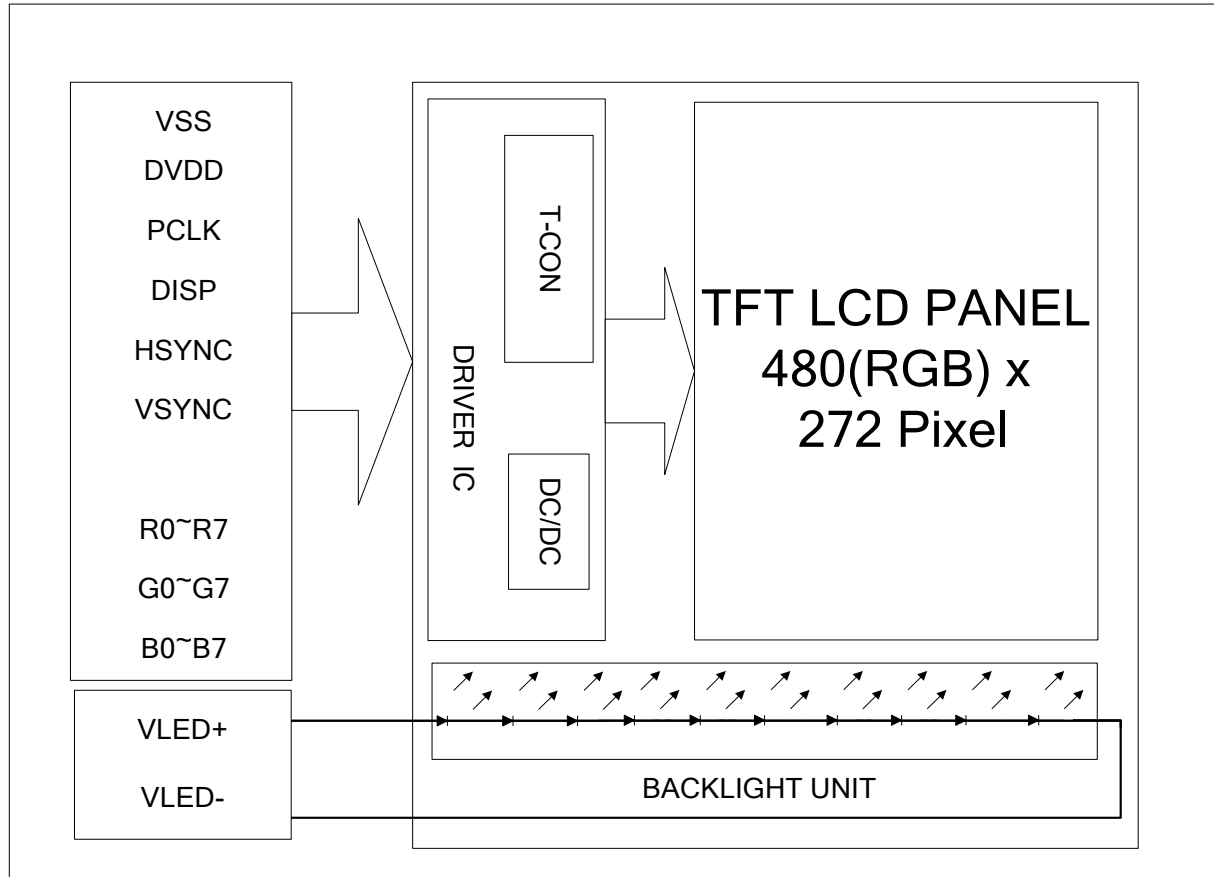 VSS
DVDD
PCLK
DISP
HSYNC
VSYNC
R0~R7
G0~G7
B0~B7
VLED+
VLED-
DRIVER IC
T-CON
DC/DC
TFT LCD PANEL
480(RGB) x
272 Pixel
BACKLIGHT UNIT